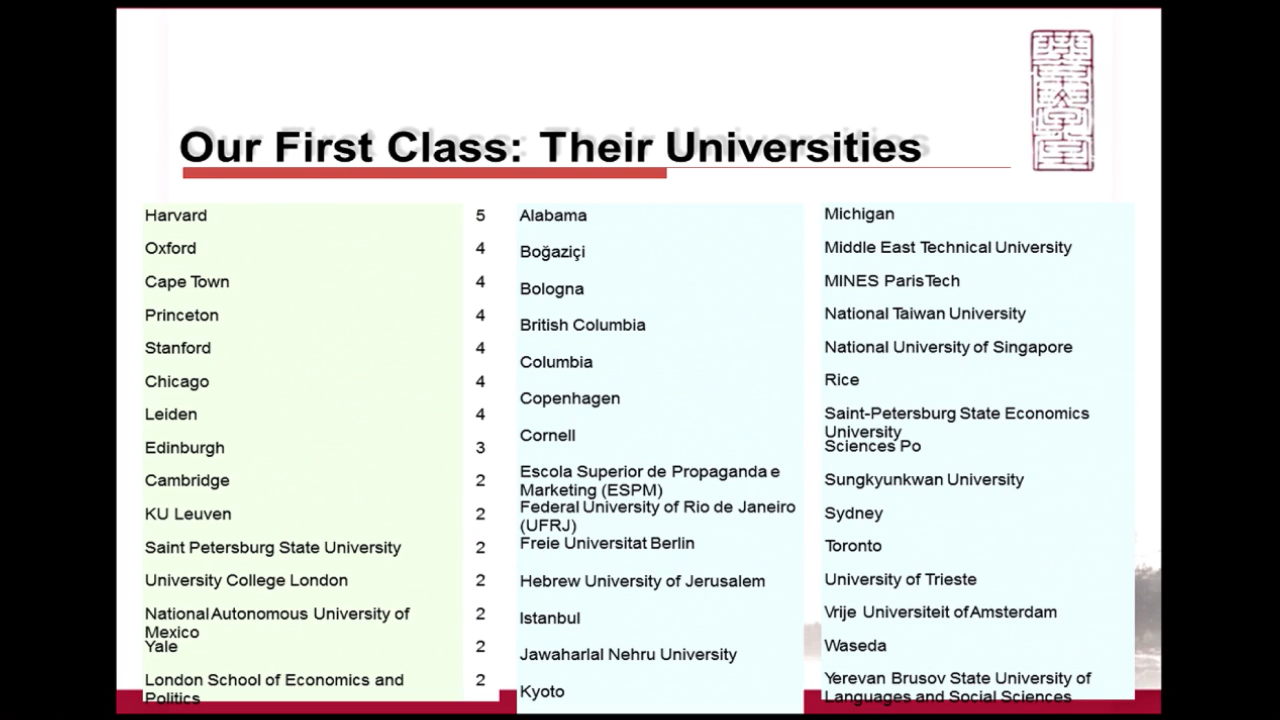 Our First Class: Their Universities
Harvard 5
Oxford 4
Cape Town 4
Princeton 4
Stanford 4
Chicago 4
Leiden 4
Edinburgh 3
Cambridge 2
KU Leuven 2
Saint Petersburg State University 2
University College London 2
National Autonomous University of 2
Mexico
Yale 2
London School of Economics and 2
Politics
Alabama
Boğaziçi
Bologna
British Columbia
Columbia
Copenhagen
Cornell
Escola Superior de Propaganda e
Marketing (ESPM)
Federal University of Rio de Janeiro
(UFRJ)
Freie Universitat Berlin
Hebrew University of Jerusalem
Istanbul
Jawaharlal Nehru University
Kyoto
Michigan
Middle East Technical University
MINES ParisTech
National Taiwan University
National University of Singapore
Rice
Saint-Petersburg State Economics
University
Sciences Po
Sungkyunkwan University
Sydney
Toronto
University of Trieste
Vrije Universiteit of Amsterdam
Waseda
Yerevan Brusov State University of
Languages and Social Sciences